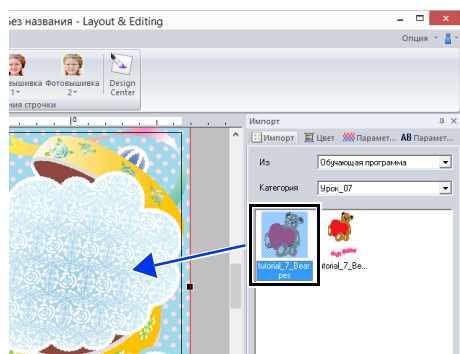 Без названия - Layout & Editing
Опция
вышивка
1
Фотовышивка
2
Design
Center
ния строчки
Импорт
Импорт
Цвет
Парамет...
AB Парамет...
Из
Обучающая программа
Категория
Урок_07
tutorial_7_Bear.
pes
torial_7_Be...